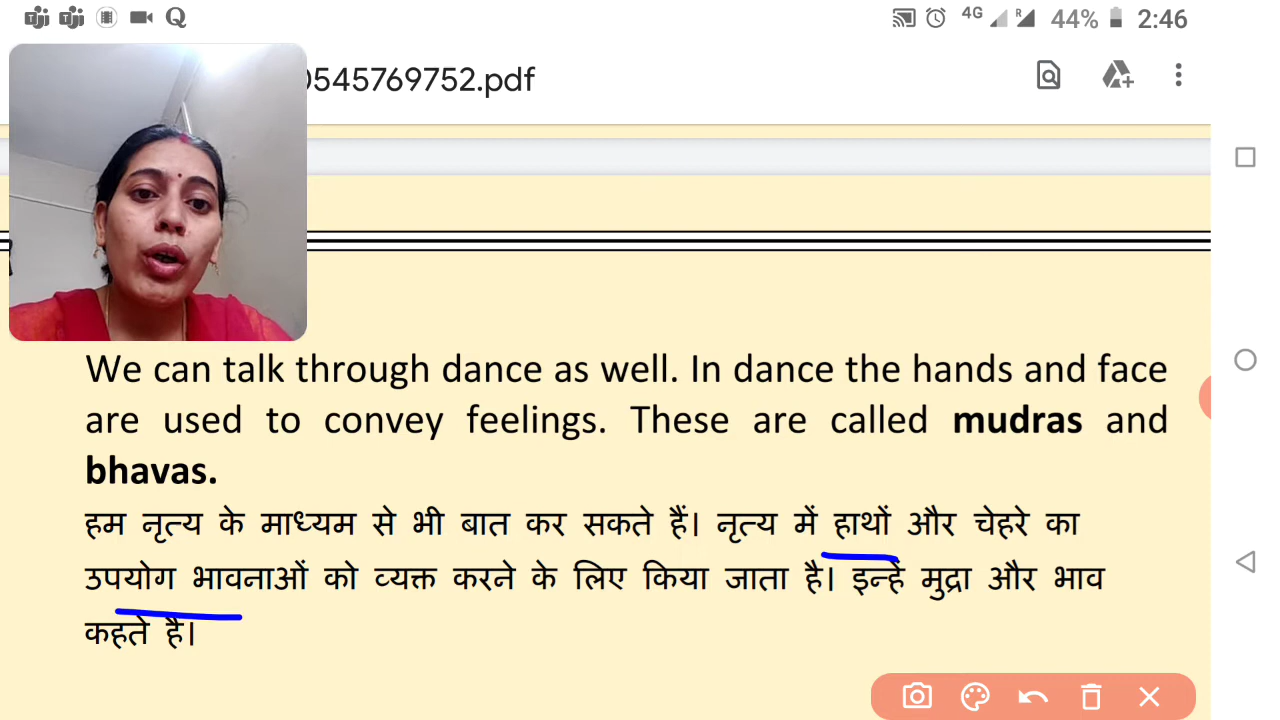 4G R 44% 2:46
0545769752.pdf
We can talk through dance as well. In dance the hands and face
are used to convey feelings. These are called mudras and
bhavas.
हम नृत्य के माध्यम से भी बात कर सकते हैं। नृत्य में हाथों और चेहरे का
उपयोग भावनाओं को व्यक्त करने के लिए किया जाता है। इन्हे मुद्रा और भाव
कहते है।